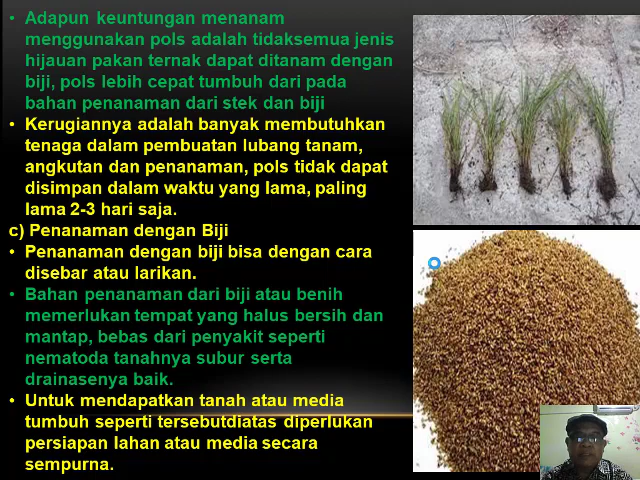 • Adapun keuntungan menanam
menggunakan pols adalah tidaksemua jenis
hijauan pakan ternak dapat ditanam dengan
biji, pols lebih cepat tumbuh dari pada
bahan penanaman dari stek dan biji
• Kerugiannya adalah banyak membutuhkan
tenaga dalam pembuatan lubang tanam,
angkutan dan penanaman, pols tidak dapat
disimpan dalam waktu yang lama, paling
lama 2-3 hari saja.
c) Penanaman dengan Biji
• Penanaman dengan biji bisa dengan cara
disebar atau larikan.
• Bahan penanaman dari biji atau benih
memerlukan tempat yang halus bersih dan
mantap, bebas dari penyakit seperti
nematoda tanahnya subur serta
drainasenya baik.
• Untuk mendapatkan tanah atau media
tumbuh seperti tersebutdiatas diperlukan
persiapan lahan atau media secara
sempurna.